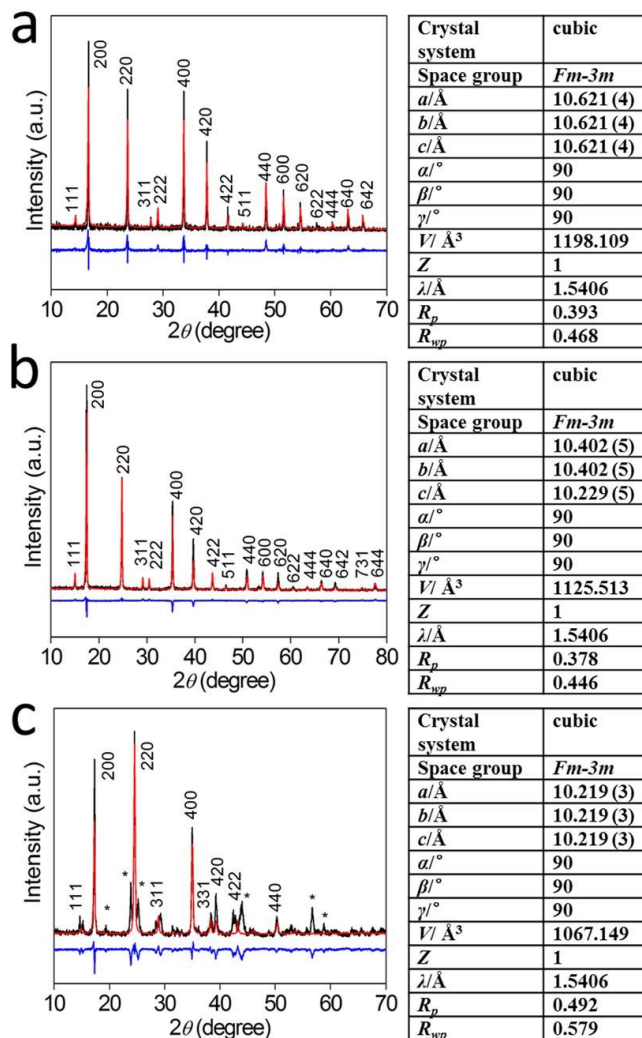 a
Intensity (a.u.)
111
200
220
311
222
400
420
422
511
440
600
620
622
444
640
642
10 20 30 40 50 60 70
2θ (degree)
Crystal system cubic
Space group Fm-3m
a/Å 10.621 (4)
b/Å 10.621 (4)
c/Å 10.621 (4)
α/° 90
β/° 90
γ/° 90
V/ Å³ 1198.109
Z 1
λ/Å 1.5406
Rp 0.393
Rwp 0.468
b
Intensity (a.u.)
111
200
220
311
222
400
420
422
511
440
600
620
622
444
640
642
731
644
10 20 30 40 50 60 70 80
2θ (degree)
Crystal system cubic
Space group Fm-3m
a/Å 10.402 (5)
b/Å 10.402 (5)
c/Å 10.229 (5)
α/° 90
β/° 90
γ/° 90
V/ Å³ 1125.513
Z 1
λ/Å 1.5406
Rp 0.378
Rwp 0.446
c
Intensity (a.u.)
111
200
*
*
220
*
311
400
331
420
422
*
440
*
*
10 20 30 40 50 60 70
2θ (degree)
Crystal system cubic
Space group Fm-3m
a/Å 10.219 (3)
b/Å 10.219 (3)
c/Å 10.219 (3)
α/° 90
β/° 90
γ/° 90
V/ Å³ 1067.149
Z 1
λ/Å 1.5406
Rp 0.492
Rwp 0.579